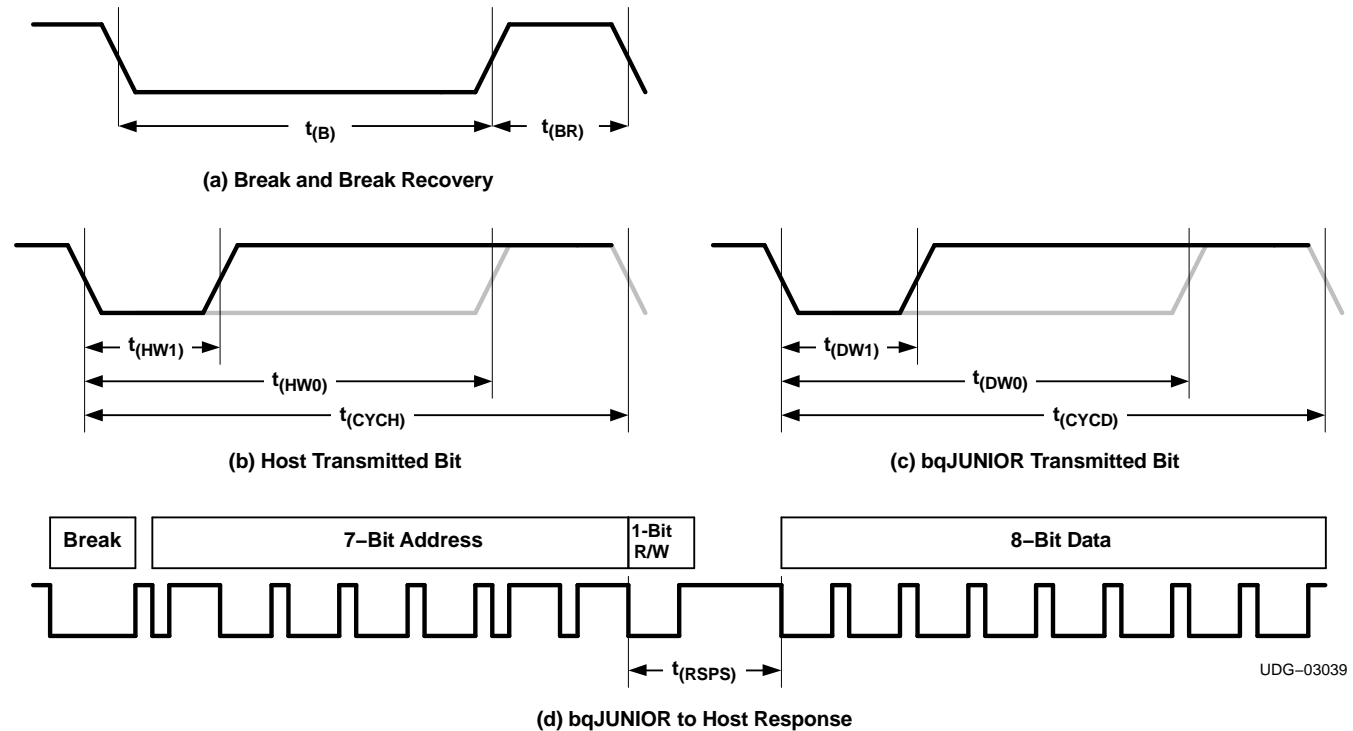 t(B)
t(BR)
(a) Break and Break Recovery
t(HW1)
t(HW0)
t(CYCH)
(b) Host Transmitted Bit
t(DW1)
t(DW0)
t(CYCD)
(c) bqJUNIOR Transmitted Bit
Break
7−Bit Address
1-Bit
R/W
8−Bit Data
t(RSPS)
UDG−03039
(d) bqJUNIOR to Host Response